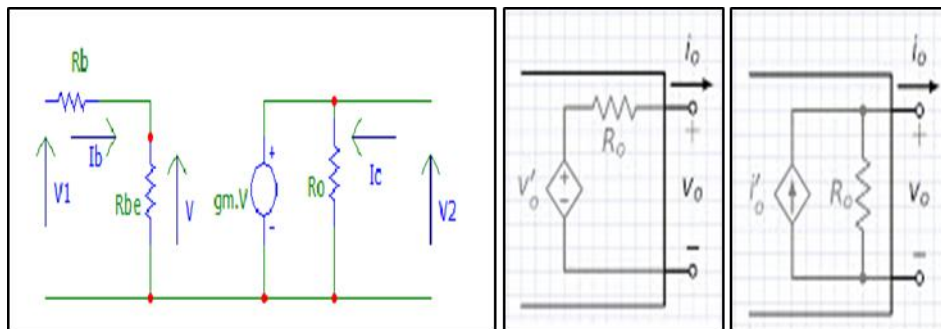 Rb
Ib
V1
Rbe
V
gm.V
+
-
Ro
Ic
V2
io
Ro
+
V'o
+
-
vo
-
io
+
i'o
Ro
vo
-